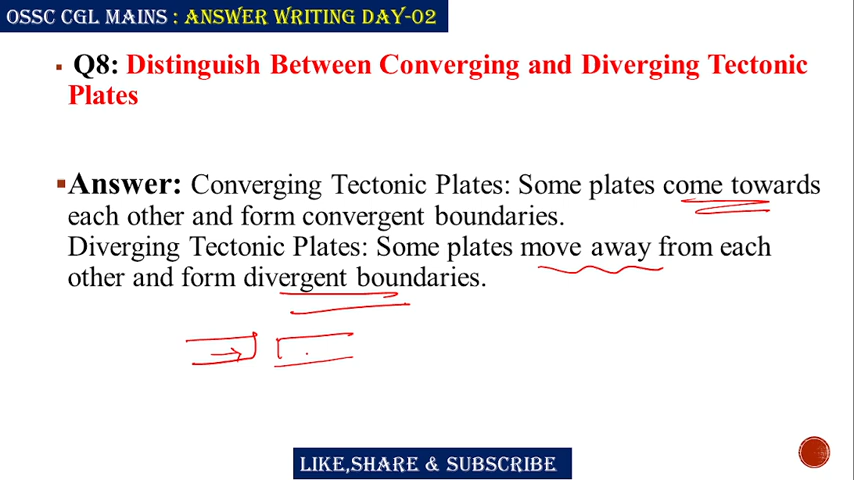 OSSC CGL MAINS : ANSWER WRITING DAY-02
▪ Q8: Distinguish Between Converging and Diverging Tectonic
Plates
▪Answer: Converging Tectonic Plates: Some plates come towards
each other and form convergent boundaries.
Diverging Tectonic Plates: Some plates move away from each
other and form divergent boundaries.
LIKE,SHARE & SUBSCRIBE